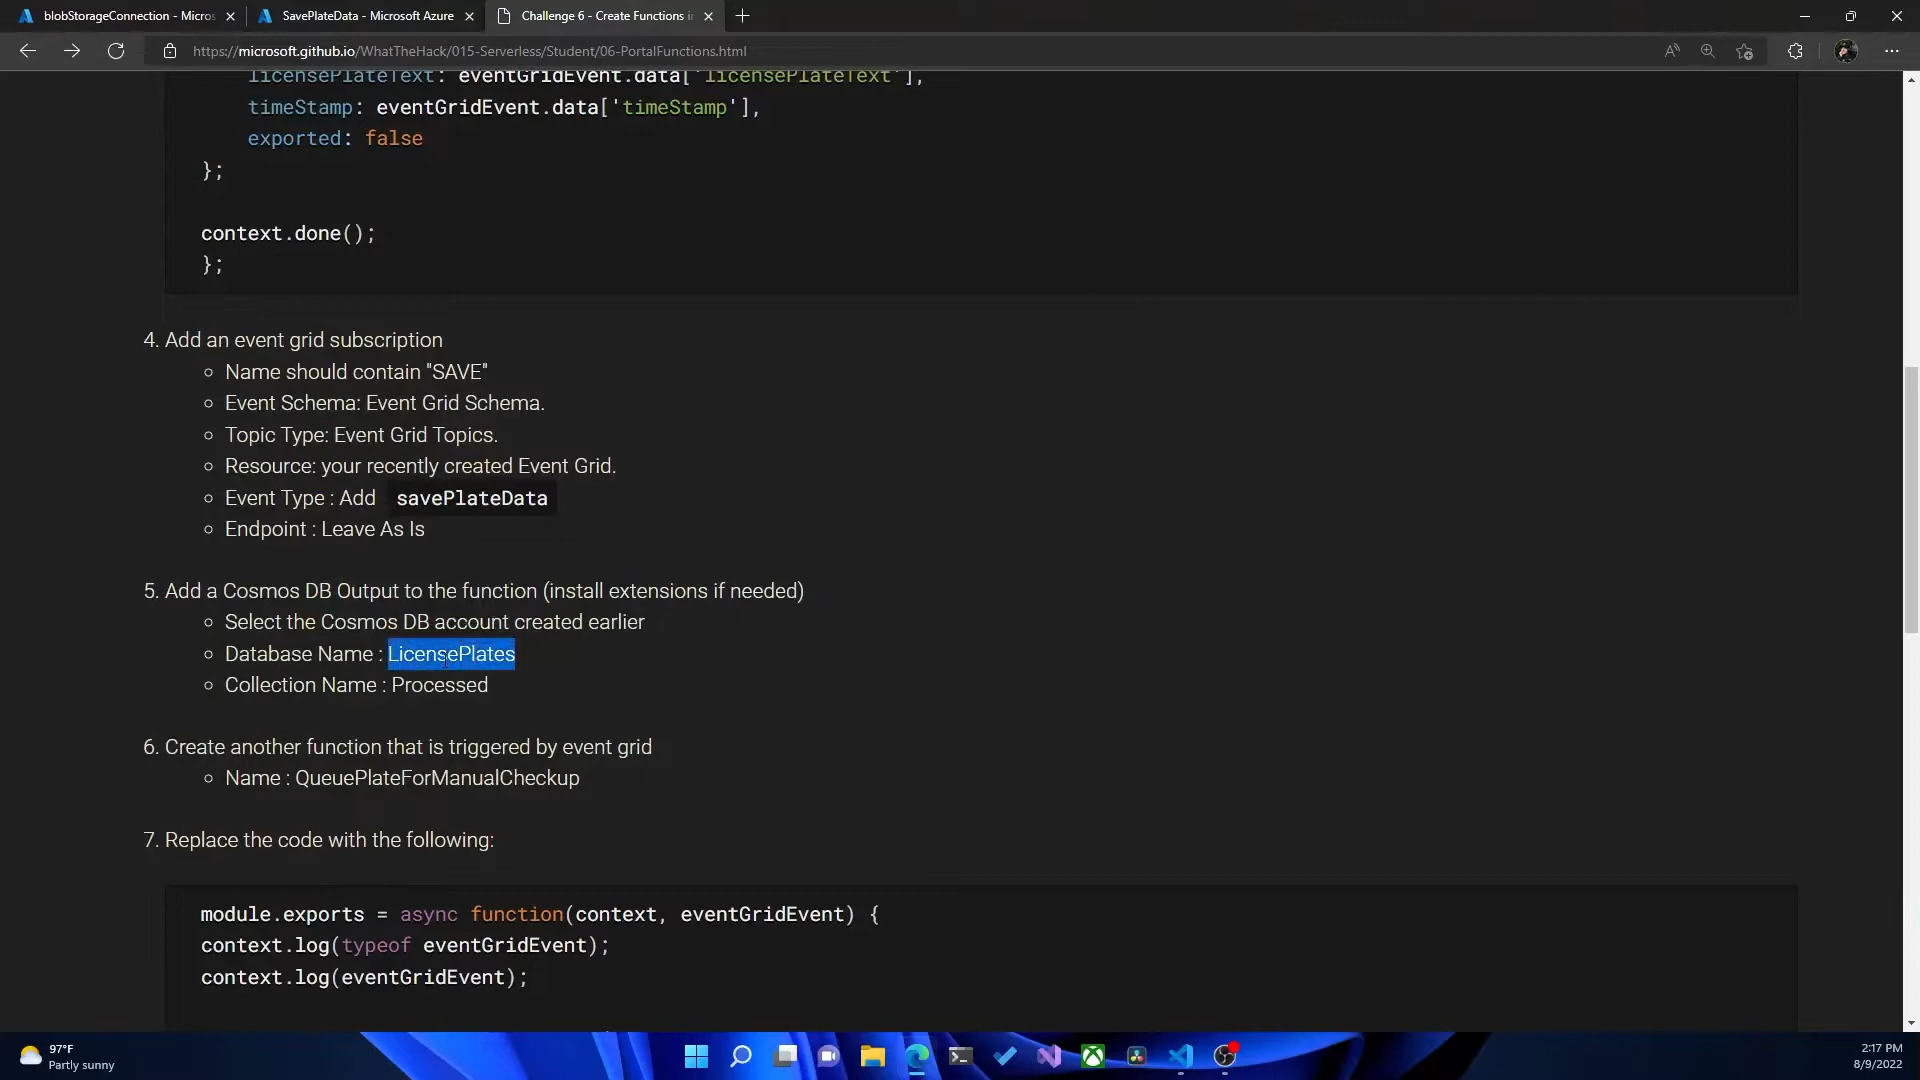 blobStorageConnection - Micros
SavePlateData - Microsoft Azure
Challenge 6 - Create Functions i
https://microsoft.github.io/WhatTheHack/015-Serverless/Student/06-PortalFunctions.html
licensePlateText: eventGridEvent.data['licensePlateText'],
timeStamp: eventGridEvent.data['timeStamp'],
exported: false
};
context.done();
};
4. Add an event grid subscription
Name should contain "SAVE"
Event Schema: Event Grid Schema.
Topic Type: Event Grid Topics.
Resource: your recently created Event Grid.
Event Type : Add savePlateData
Endpoint : Leave As Is
5. Add a Cosmos DB Output to the function (install extensions if needed)
Select the Cosmos DB account created earlier
Database Name : LicensePlates
Collection Name : Processed
6. Create another function that is triggered by event grid
Name : QueuePlateForManualCheckup
7. Replace the code with the following:
module.exports = async function(context, eventGridEvent) {
context.log(typeof eventGridEvent);
context.log(eventGridEvent);
97°F
Partly sunny
2:17 PM
8/9/2022